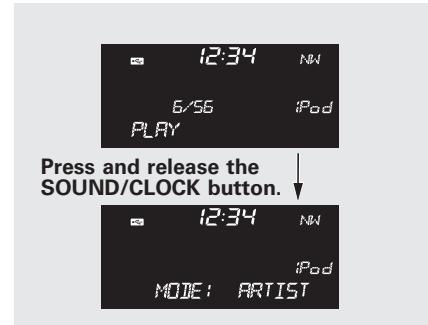 12:34 NW
6/56 iPod
PLAY
Press and release the
SOUND/CLOCK button.
12:34 NW
iPod
MODE: ARTIST